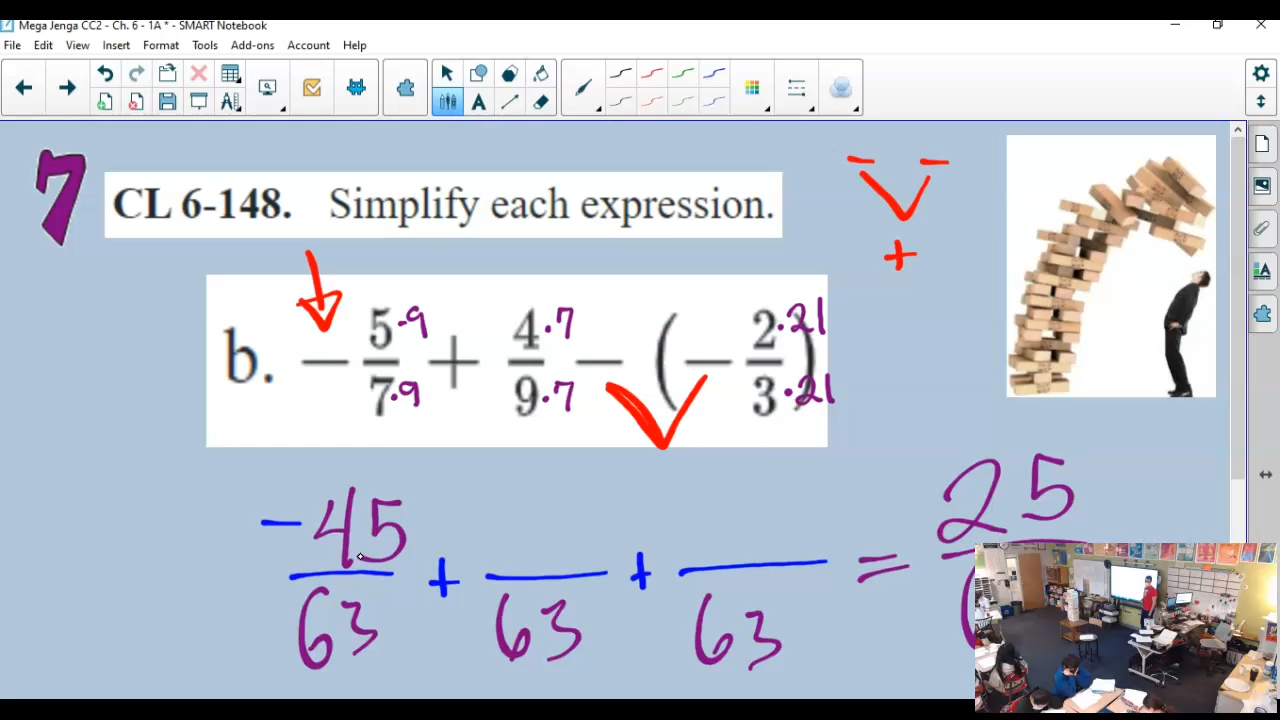 Mega Jenga CC2 - Ch. 6 - 1A * - SMART Notebook
File Edit View Insert Format Tools Add-ons Account Help
7
CL 6-148. Simplify each expression.
− −
+
b. − 5/7 + 4/9 − (− 2/3)
·9 ·7 ·21
·9 ·7 ·21
−45/63 + /63 + /63 = 25/6